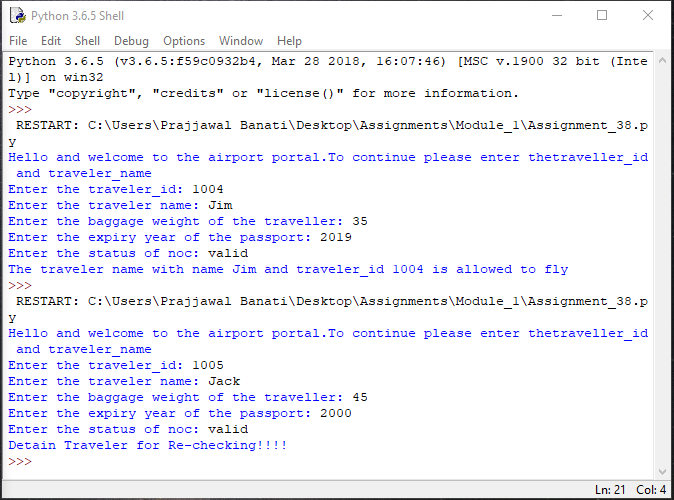 Python 3.6.5 Shell
File Edit Shell Debug Options Window Help
Python 3.6.5 (v3.6.5:f59c0932b4, Mar 28 2018, 16:07:46) [MSC v.1900 32 bit (Inte
l)] on win32
Type "copyright", "credits" or "license()" for more information.
>>>
 RESTART: C:\Users\Prajjawal Banati\Desktop\Assignments\Module_1\Assignment_38.p
y
Hello and welcome to the airport portal.To continue please enter thetraveller_id
 and traveler_name
Enter the traveler_id: 1004
Enter the traveler name: Jim
Enter the baggage weight of the traveller: 35
Enter the expiry year of the passport: 2019
Enter the status of noc: valid
The traveler name with name Jim and traveler_id 1004 is allowed to fly
>>>
 RESTART: C:\Users\Prajjawal Banati\Desktop\Assignments\Module_1\Assignment_38.p
y
Hello and welcome to the airport portal.To continue please enter thetraveller_id
 and traveler_name
Enter the traveler_id: 1005
Enter the traveler name: Jack
Enter the baggage weight of the traveller: 45
Enter the expiry year of the passport: 2000
Enter the status of noc: valid
Detain Traveler for Re-checking!!!!
>>>
Ln: 21 Col: 4